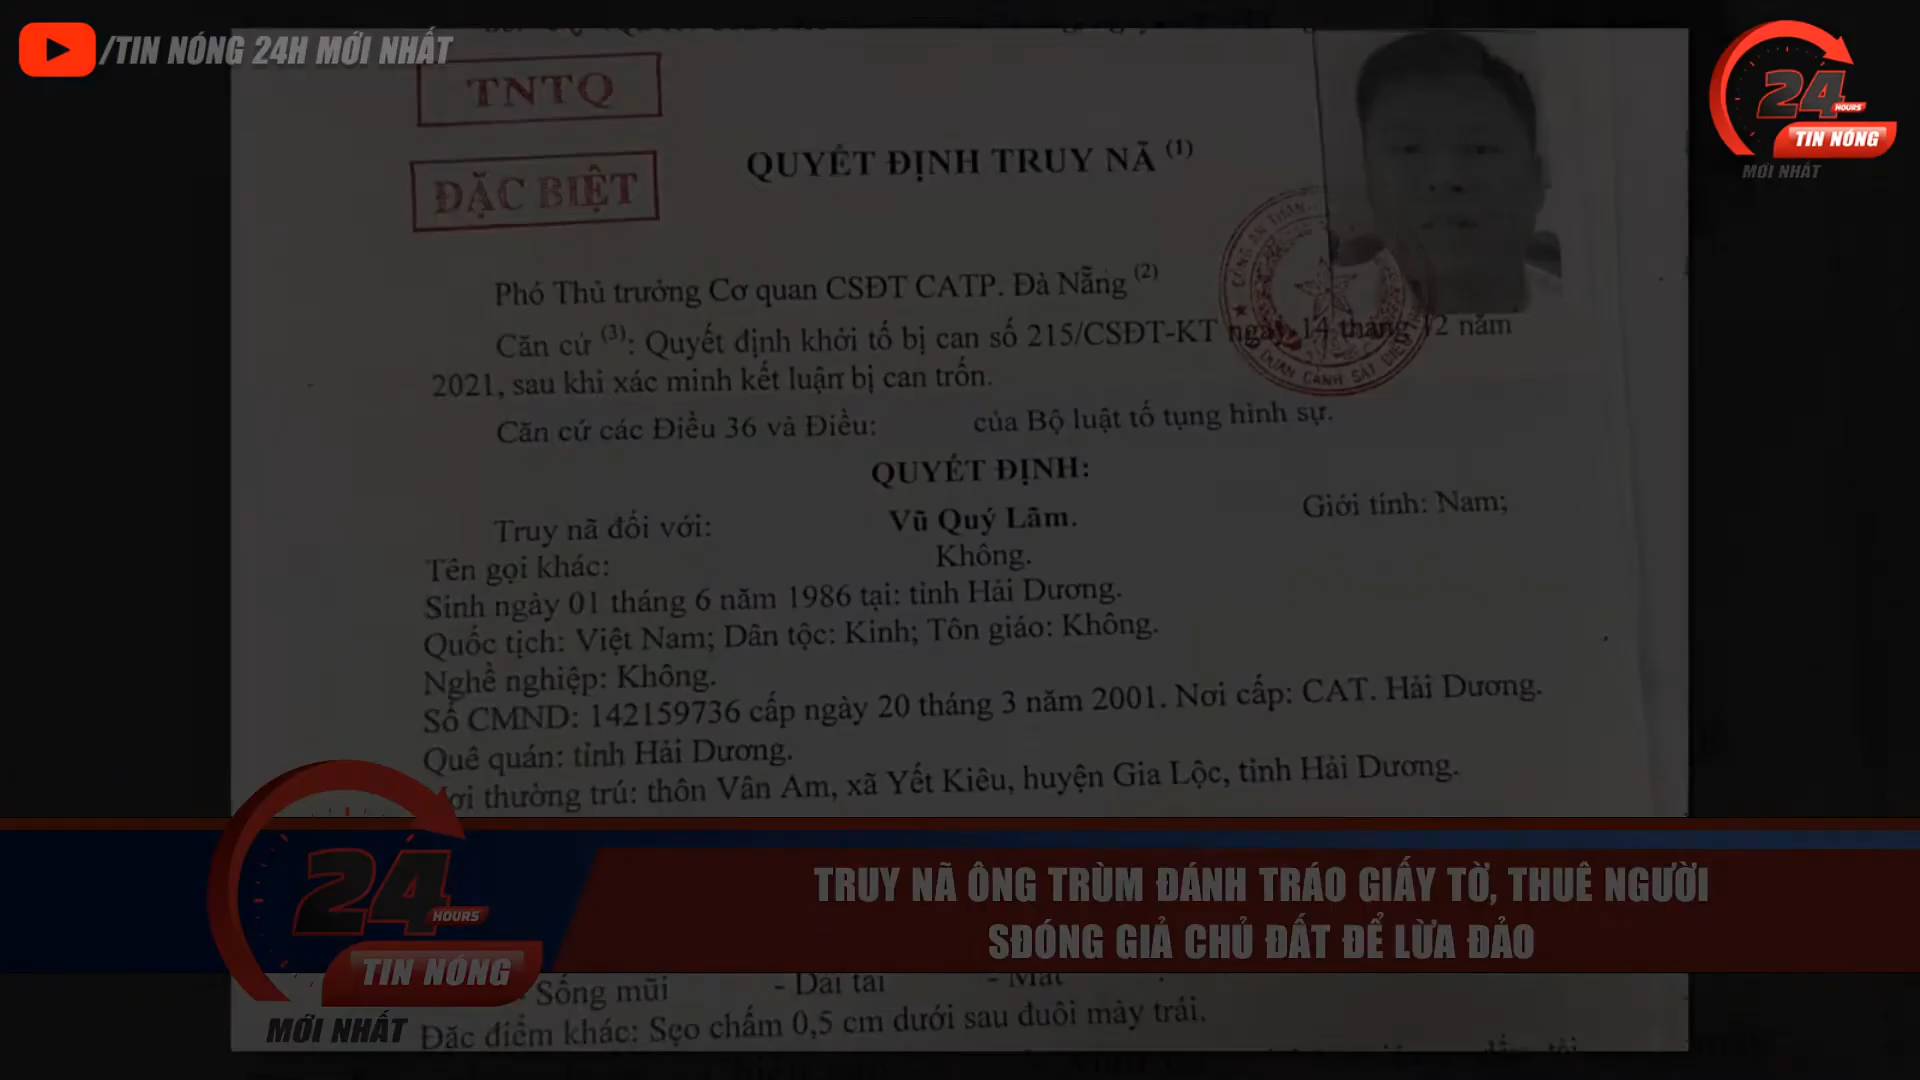 /TIN NÓNG 24H MỚI NHẤT
24
HOURS
TIN NÓNG
MỚI NHẤT
TNTQ
ĐẶC BIỆT
QUYẾT ĐỊNH TRUY NÃ (1)
Phó Thủ trưởng Cơ quan CSĐT CATP. Đà Nẵng (2)
Căn cứ (3): Quyết định khởi tố bị can số 215/CSĐT-KT ngày 14 tháng 12 năm
2021, sau khi xác minh kết luận bị can trốn.
Căn cứ các Điều 36 và Điều: của Bộ luật tố tụng hình sự.
QUYẾT ĐỊNH:
Truy nã đối với: Vũ Quý Lãm. Giới tính: Nam;
Tên gọi khác: Không.
Sinh ngày 01 tháng 6 năm 1986 tại: tỉnh Hải Dương.
Quốc tịch: Việt Nam; Dân tộc: Kinh; Tôn giáo: Không.
Nghề nghiệp: Không.
Số CMND: 142159736 cấp ngày 20 tháng 3 năm 2001. Nơi cấp: CAT. Hải Dương.
Quê quán: tỉnh Hải Dương.
thường trú: thôn Vân Am, xã Yết Kiêu, huyện Gia Lộc, tỉnh Hải Dương.
24
HOURS
TIN NÓNG
MỚI NHẤT
TRUY NÃ ÔNG TRÙM ĐÁNH TRÁO GIẤY TỜ, THUÊ NGƯỜI
SĐÓNG GIẢ CHỦ ĐẤT ĐỂ LỪA ĐẢO
- Sống mũi - Dái tai - Mắt
Đặc điểm khác: Sẹo chấm 0,5 cm dưới sau đuôi mày trái.